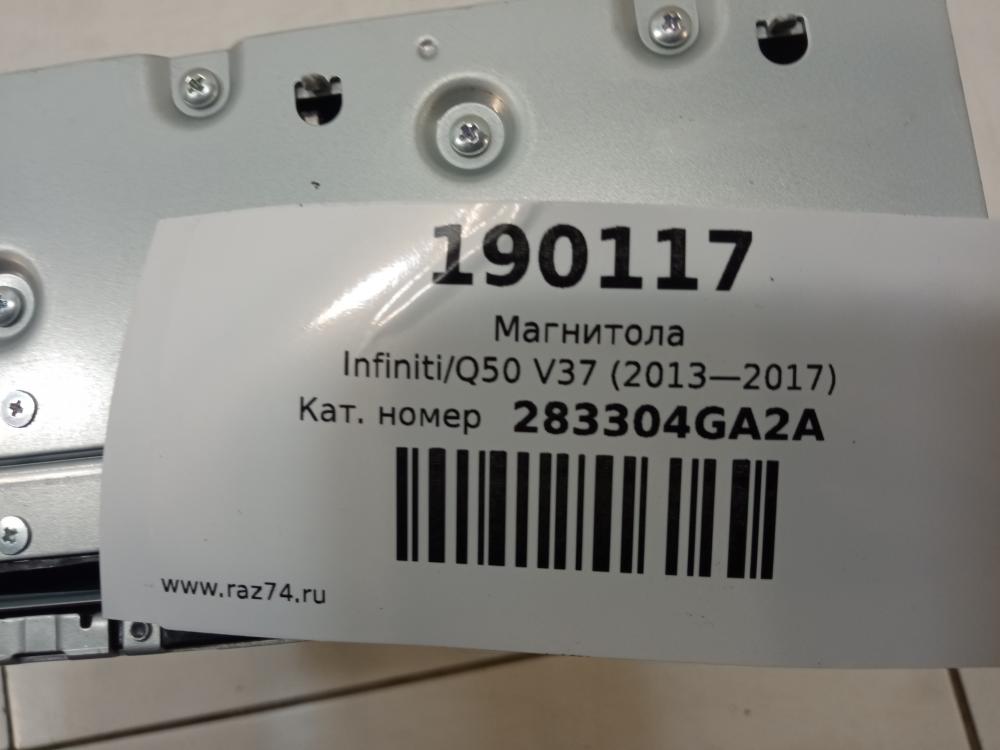 190117
Магнитола
Infiniti/Q50 V37 (2013—2017)
Кат. номер 283304GA2A
www.raz74.ru